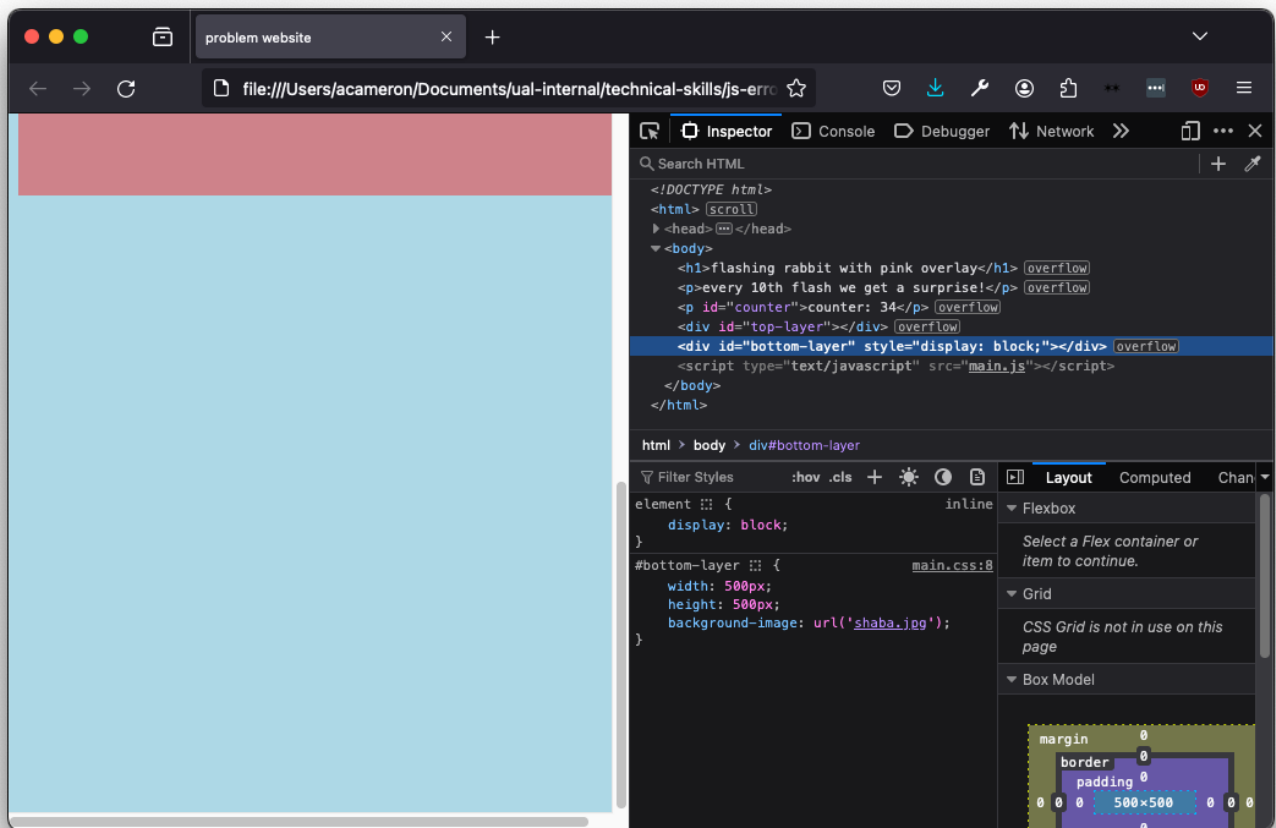 problem website
file:///Users/acameron/Documents/ual-internal/technical-skills/js-erro
Inspector Console Debugger Network
Search HTML
<!DOCTYPE html>
<html> scroll
<head> ••• </head>
<body>
<h1>flashing rabbit with pink overlay</h1> overflow
<p>every 10th flash we get a surprise!</p> overflow
<p id="counter">counter: 34</p> overflow
<div id="top-layer"></div> overflow
<div id="bottom-layer" style="display: block;"></div> overflow
<script type="text/javascript" src="main.js"></script>
</body>
</html>
html > body > div#bottom-layer
Filter Styles :hov .cls + Layout Computed Chan
element { inline
display: block;
}
#bottom-layer { main.css:8
width: 500px;
height: 500px;
background-image: url('shaba.jpg');
}
Flexbox
Select a Flex container or
item to continue.
Grid
CSS Grid is not in use on this
page
Box Model
margin 0
border 0
padding 0
0 0 0 500×500 0 0 0
0